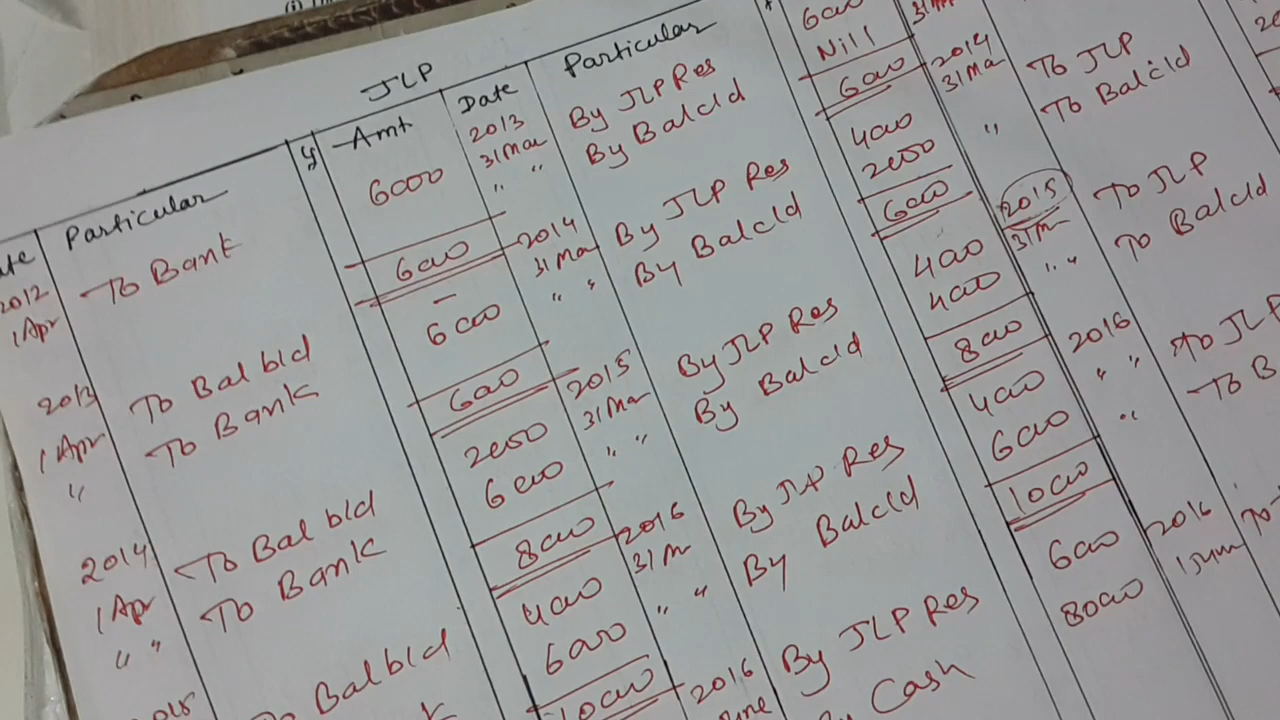 JLP
Particular Amt Date Particular
2012 To Bank 6000 2013 By JLP Res 6000
1 Apr 31 Mar By Bal c/d Nill
6000 6000
2013 To Bal b/d - 2014 By JLP Res 4000
1 Apr To Bank 6000 31 Mar By Bal c/d 2000
6000 6000
2014 To Bal b/d 2000 2015 By JLP Res 4000
1 Apr To Bank 6000 31 Mar By Bal c/d 4000
8000 8000
To Bal b/d 4000 2016 By JLP Res 4000
6000 31 M By Bal c/d 6000
10000 10000
2016 By JLP Res 6000
By Cash 8000
2014 To JLP
31 Ma To Bal c/d
2015 To JLP
31 M To Bal c/d
2016 To JLP
To B
2016
1 June To